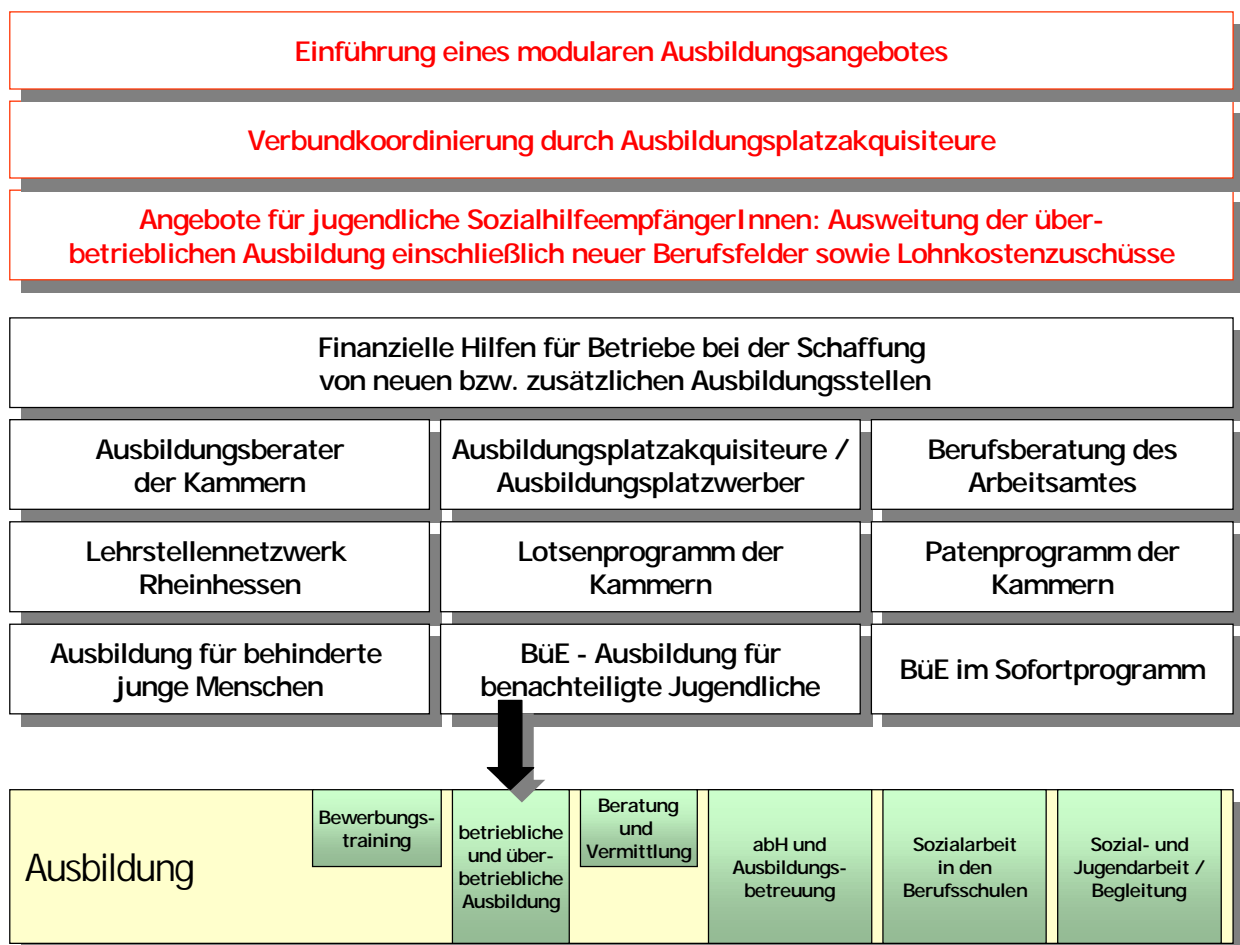 Einführung eines modularen Ausbildungsangebotes
Verbundkoordinierung durch Ausbildungsplatzakquisiteure
Angebote für jugendliche SozialhilfeempfängerInnen: Ausweitung der über-
betrieblichen Ausbildung einschließlich neuer Berufsfelder sowie Lohnkostenzuschüsse
Finanzielle Hilfen für Betriebe bei der Schaffung
von neuen bzw. zusätzlichen Ausbildungsstellen
Ausbildungsberater
der Kammern
Ausbildungsplatzakquisiteure /
Ausbildungsplatzwerber
Berufsberatung des
Arbeitsamtes
Lehrstellennetzwerk
Rheinhessen
Lotsenprogramm der
Kammern
Patenprogramm der
Kammern
Ausbildung für behinderte
junge Menschen
BüE - Ausbildung für
benachteiligte Jugendliche
BüE im Sofortprogramm
Ausbildung
Bewerbungs-
training
betriebliche
und über-
betriebliche
Ausbildung
Beratung
und
Vermittlung
abH und
Ausbildungs-
betreuung
Sozialarbeit
in den
Berufsschulen
Sozial- und
Jugendarbeit /
Begleitung